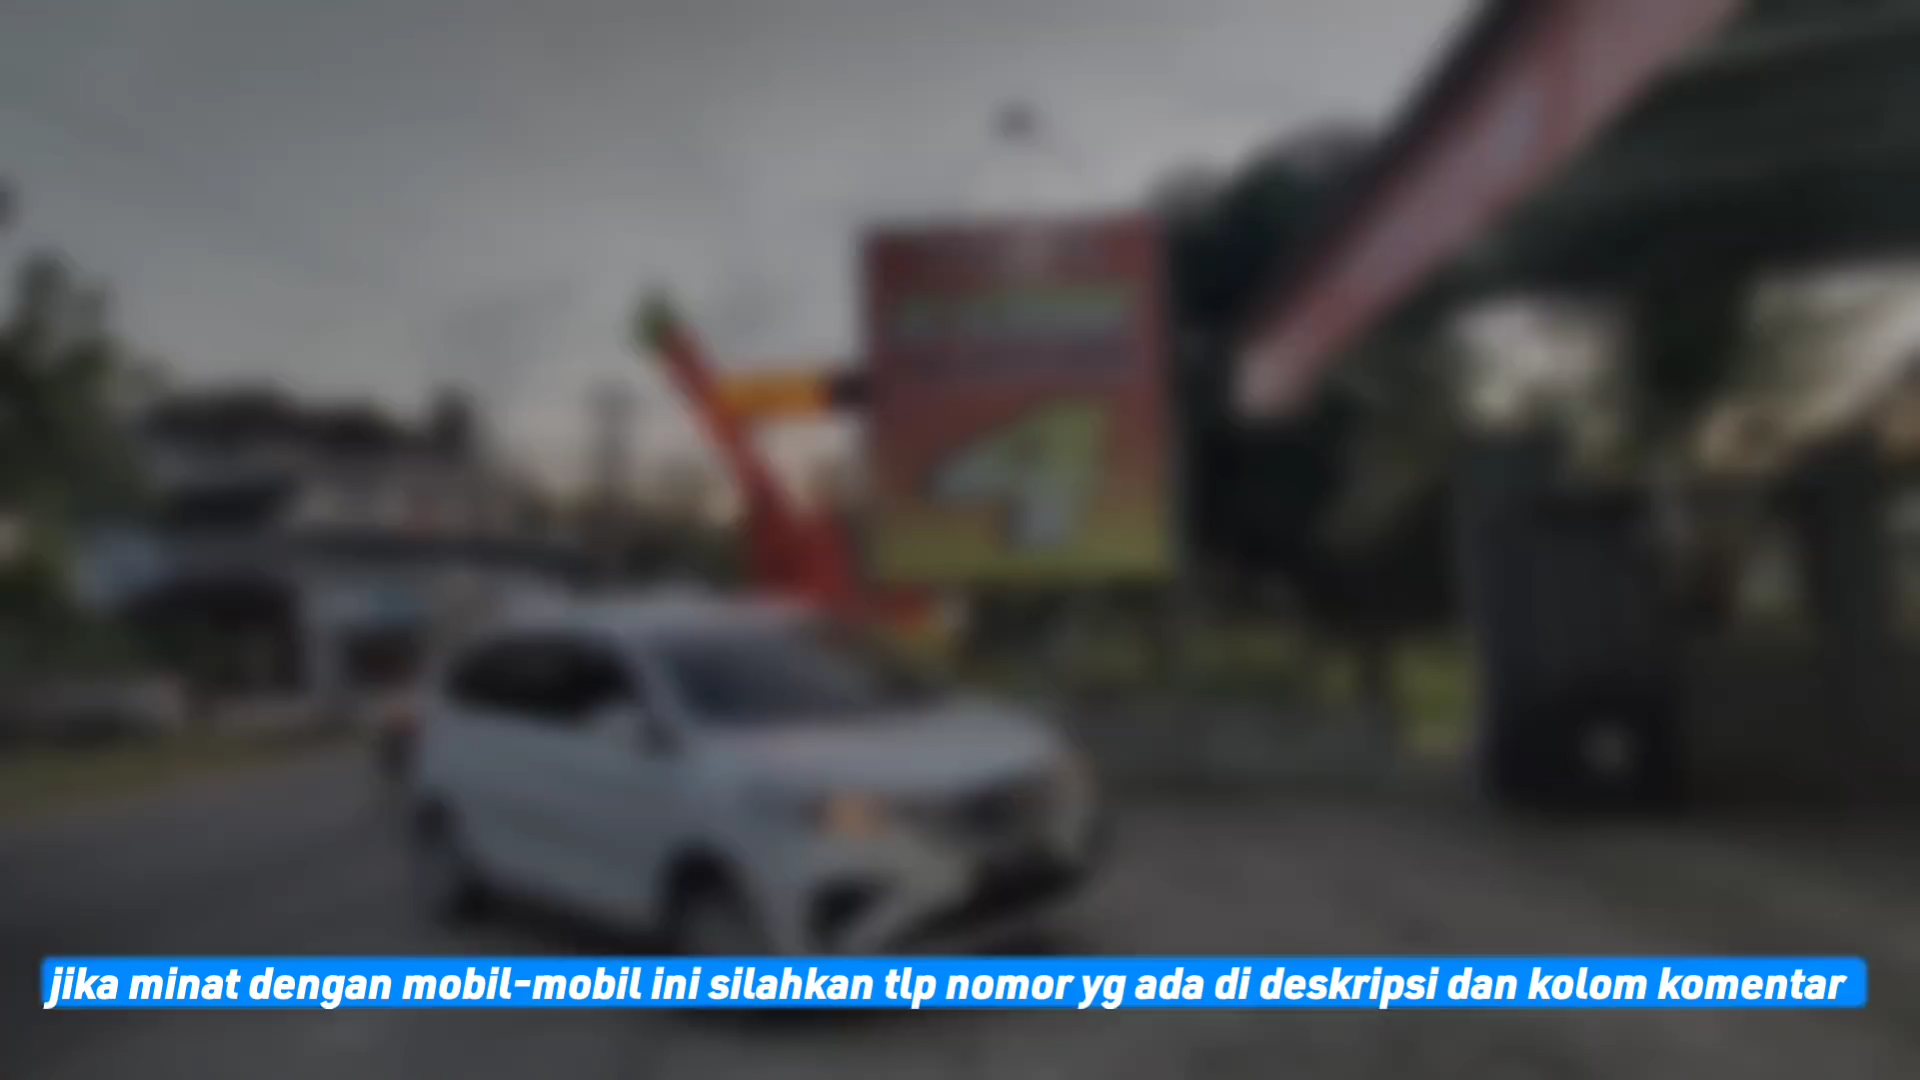 jika minat dengan mobil-mobil ini silahkan tlp nomor yg ada di deskripsi dan kolom komentar